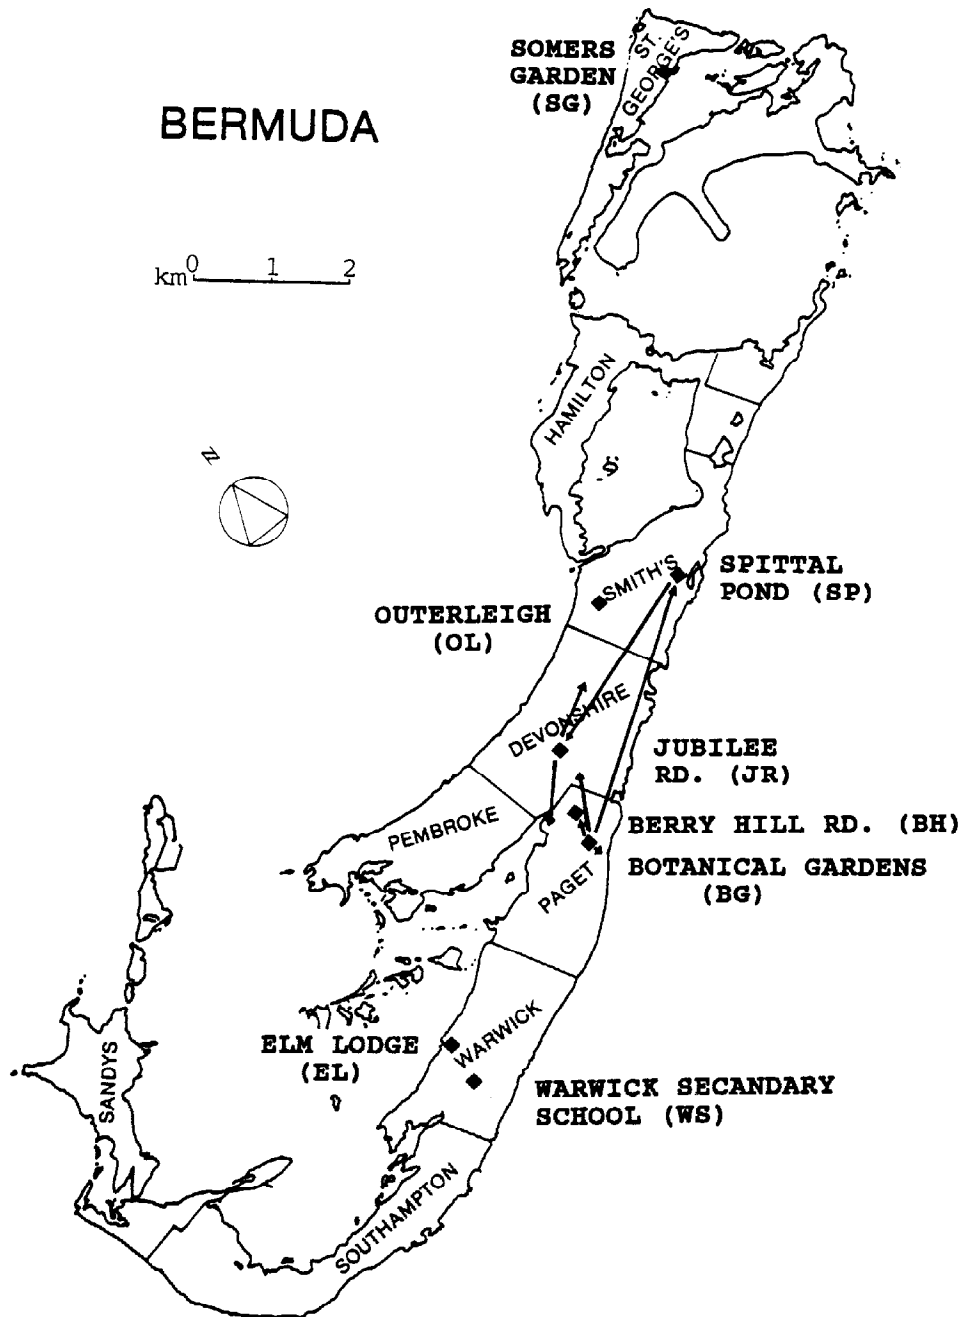 SOMERS
GARDEN
(SG)
ST.
GEORGE'S
BERMUDA
km 0 1 2
HAMILTON
N
SMITH'S
SPITTAL
POND (SP)
OUTERLEIGH
(OL)
DEVONSHIRE
JUBILEE
RD. (JR)
PEMBROKE
BERRY HILL RD. (BH)
BOTANICAL GARDENS
(BG)
PAGET
ELM LODGE
(EL)
WARWICK
SANDYS
WARWICK SECANDARY
SCHOOL (WS)
SOUTHAMPTON